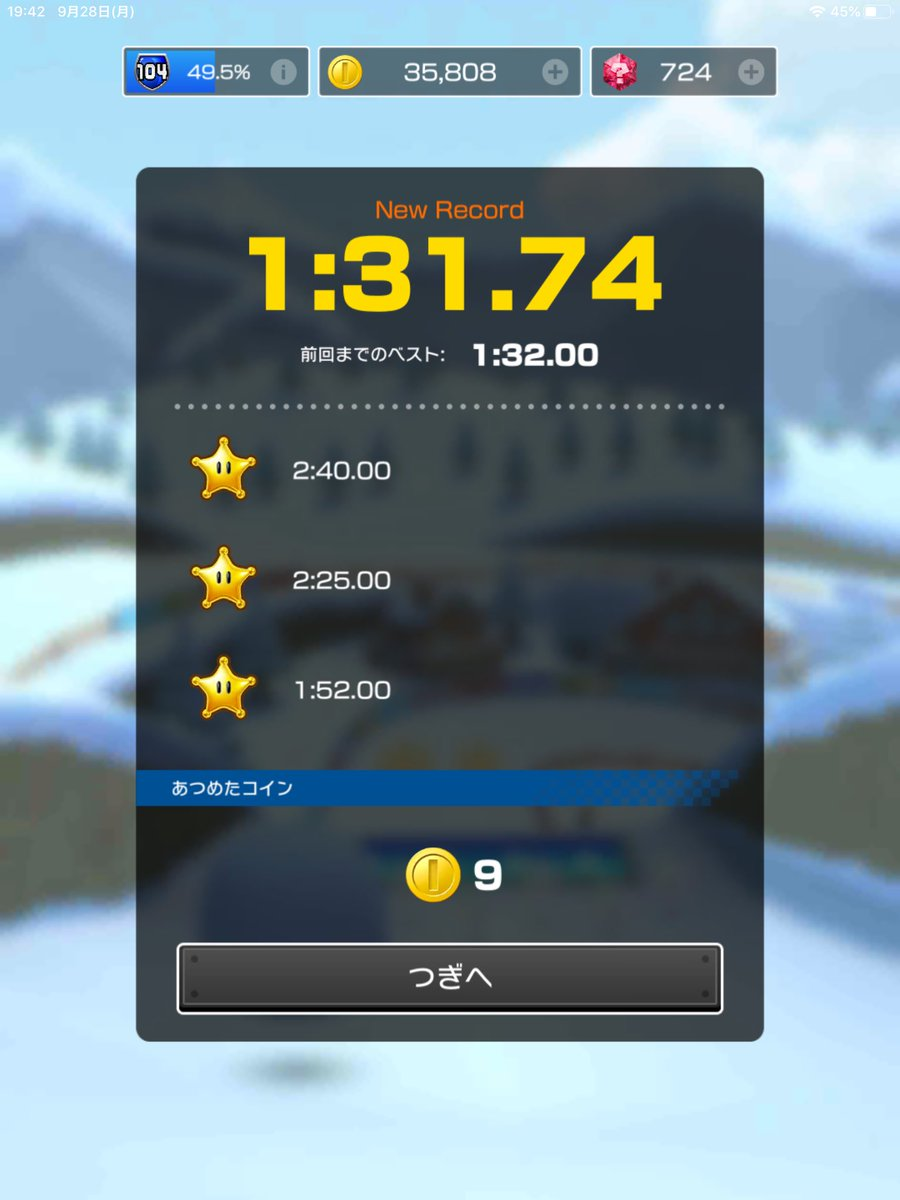 19:42 9月28日(月)
45%
104 49.5% i
35,808 +
? 724 +
New Record
1:31.74
前回までのベスト: 1:32.00
2:40.00
2:25.00
1:52.00
あつめたコイン
9
つぎへ